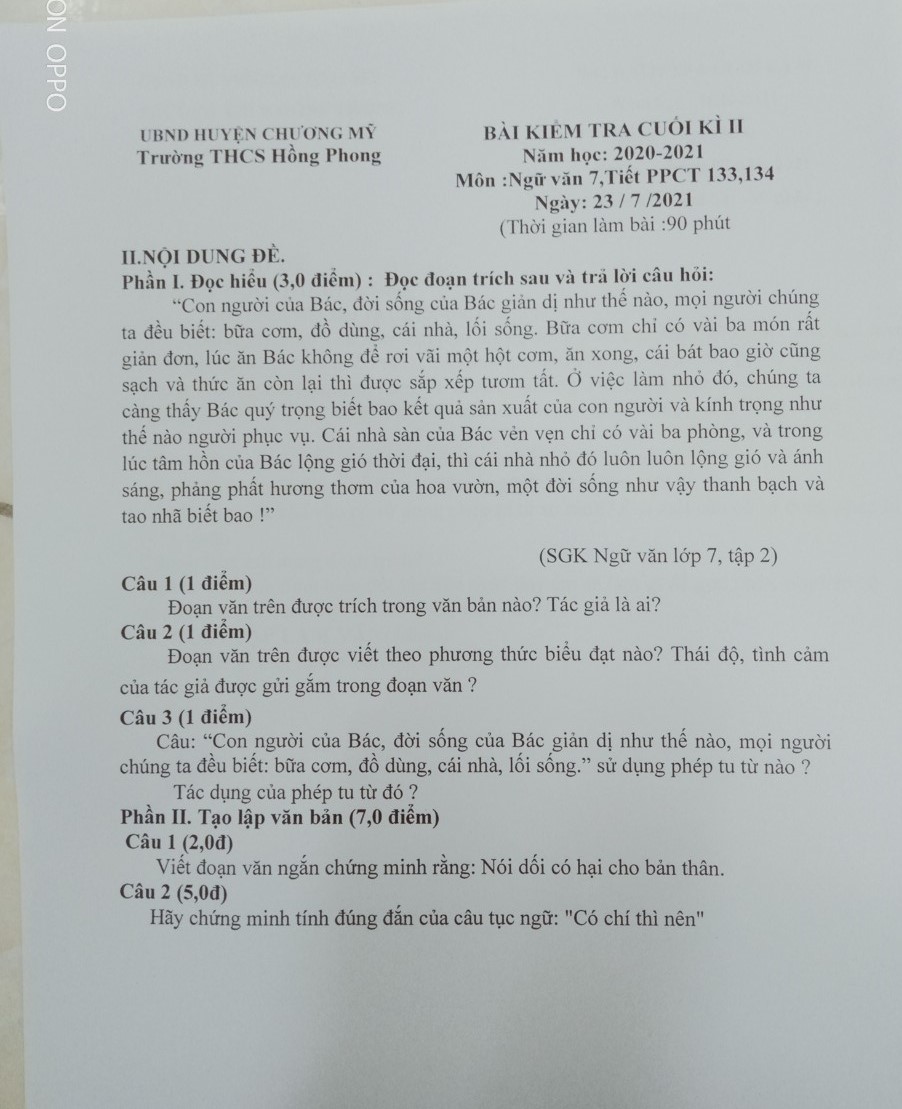 ON OPPO
UBND HUYỆN CHƯƠNG MỸ
Trường THCS Hồng Phong
BÀI KIỂM TRA CUỐI KÌ II
Năm học: 2020-2021
Môn :Ngữ văn 7,Tiết PPCT 133,134
Ngày: 23 / 7 /2021
(Thời gian làm bài :90 phút
II.NỘI DUNG ĐỀ.
Phần I. Đọc hiểu (3,0 điểm) : Đọc đoạn trích sau và trả lời câu hỏi:
“Con người của Bác, đời sống của Bác giản dị như thế nào, mọi người chúng
ta đều biết: bữa cơm, đồ dùng, cái nhà, lối sống. Bữa cơm chỉ có vài ba món rất
giản đơn, lúc ăn Bác không để rơi vãi một hột cơm, ăn xong, cái bát bao giờ cũng
sạch và thức ăn còn lại thì được sắp xếp tươm tất. Ở việc làm nhỏ đó, chúng ta
càng thấy Bác quý trọng biết bao kết quả sản xuất của con người và kính trọng như
thế nào người phục vụ. Cái nhà sàn của Bác vẻn vẹn chỉ có vài ba phòng, và trong
lúc tâm hồn của Bác lộng gió thời đại, thì cái nhà nhỏ đó luôn luôn lộng gió và ánh
sáng, phảng phất hương thơm của hoa vườn, một đời sống như vậy thanh bạch và
tao nhã biết bao !”
(SGK Ngữ văn lớp 7, tập 2)
Câu 1 (1 điểm)
Đoạn văn trên được trích trong văn bản nào? Tác giả là ai?
Câu 2 (1 điểm)
Đoạn văn trên được viết theo phương thức biểu đạt nào? Thái độ, tình cảm
của tác giả được gửi gắm trong đoạn văn ?
Câu 3 (1 điểm)
Câu: “Con người của Bác, đời sống của Bác giản dị như thế nào, mọi người
chúng ta đều biết: bữa cơm, đồ dùng, cái nhà, lối sống.” sử dụng phép tu từ nào ?
Tác dụng của phép tu từ đó ?
Phần II. Tạo lập văn bản (7,0 điểm)
Câu 1 (2,0đ)
Viết đoạn văn ngắn chứng minh rằng: Nói dối có hại cho bản thân.
Câu 2 (5,0đ)
Hãy chứng minh tính đúng đắn của câu tục ngữ: "Có chí thì nên"